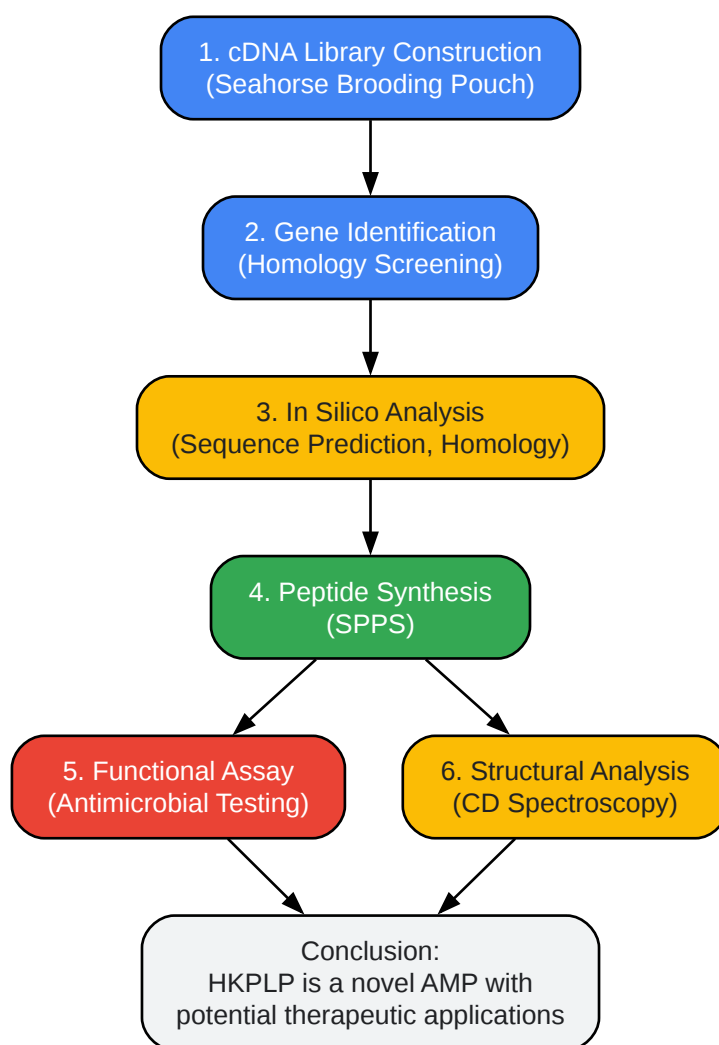 1. cDNA Library Construction
(Seahorse Brooding Pouch)
2. Gene Identification
(Homology Screening)
3. In Silico Analysis
(Sequence Prediction, Homology)
4. Peptide Synthesis
(SPPS)
5. Functional Assay
(Antimicrobial Testing)
6. Structural Analysis
(CD Spectroscopy)
Conclusion:
HKPLP is a novel AMP with
potential therapeutic applications